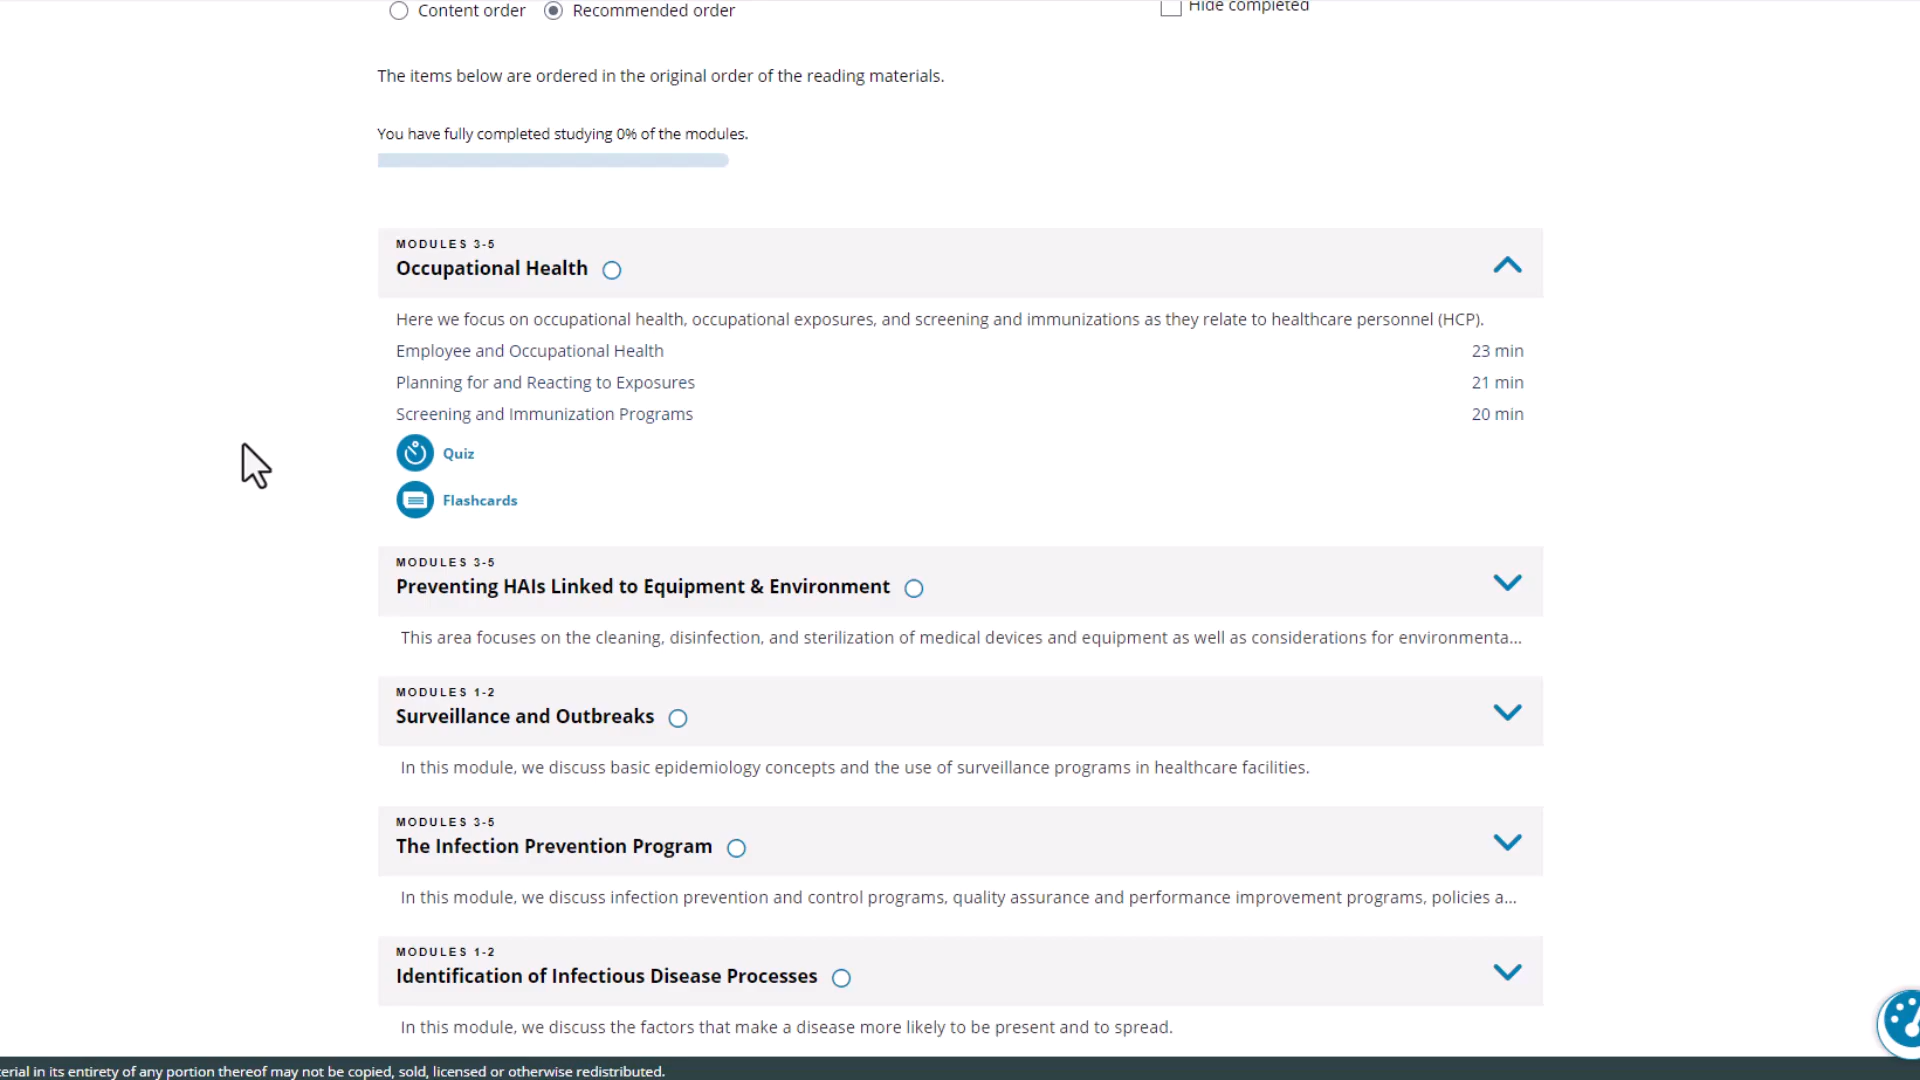 Content order
Recommended order
Hide completed
The items below are ordered in the original order of the reading materials.
You have fully completed studying 0% of the modules.
MODULES 3-5
Occupational Health
Here we focus on occupational health, occupational exposures, and screening and immunizations as they relate to healthcare personnel (HCP).
Employee and Occupational Health 23 min
Planning for and Reacting to Exposures 21 min
Screening and Immunization Programs 20 min
Quiz
Flashcards
MODULES 3-5
Preventing HAIs Linked to Equipment & Environment
This area focuses on the cleaning, disinfection, and sterilization of medical devices and equipment as well as considerations for environmenta...
MODULES 1-2
Surveillance and Outbreaks
In this module, we discuss basic epidemiology concepts and the use of surveillance programs in healthcare facilities.
MODULES 3-5
The Infection Prevention Program
In this module, we discuss infection prevention and control programs, quality assurance and performance improvement programs, policies a...
MODULES 1-2
Identification of Infectious Disease Processes
In this module, we discuss the factors that make a disease more likely to be present and to spread.
erial in its entirety of any portion thereof may not be copied, sold, licensed or otherwise redistributed.